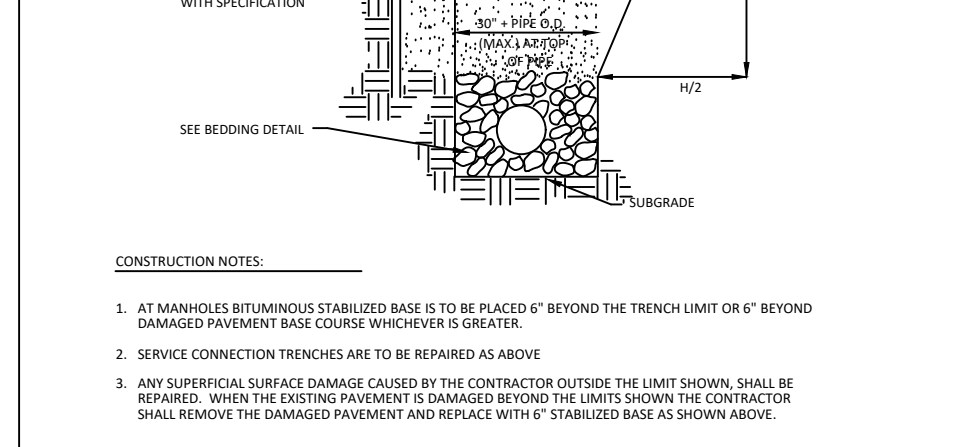 WITH SPECIFICATION
30" + PIPE O.D.
(MAX.) AT TOP
OF PIPE
H/2
SEE BEDDING DETAIL
SUBGRADE
CONSTRUCTION NOTES:
1. AT MANHOLES BITUMINOUS STABILIZED BASE IS TO BE PLACED 6" BEYOND THE TRENCH LIMIT OR 6" BEYOND
DAMAGED PAVEMENT BASE COURSE WHICHEVER IS GREATER.
2. SERVICE CONNECTION TRENCHES ARE TO BE REPAIRED AS ABOVE
3. ANY SUPERFICIAL SURFACE DAMAGE CAUSED BY THE CONTRACTOR OUTSIDE THE LIMIT SHOWN, SHALL BE
REPAIRED. WHEN THE EXISTING PAVEMENT IS DAMAGED BEYOND THE LIMITS SHOWN THE CONTRACTOR
SHALL REMOVE THE DAMAGED PAVEMENT AND REPLACE WITH 6" STABILIZED BASE AS SHOWN ABOVE.